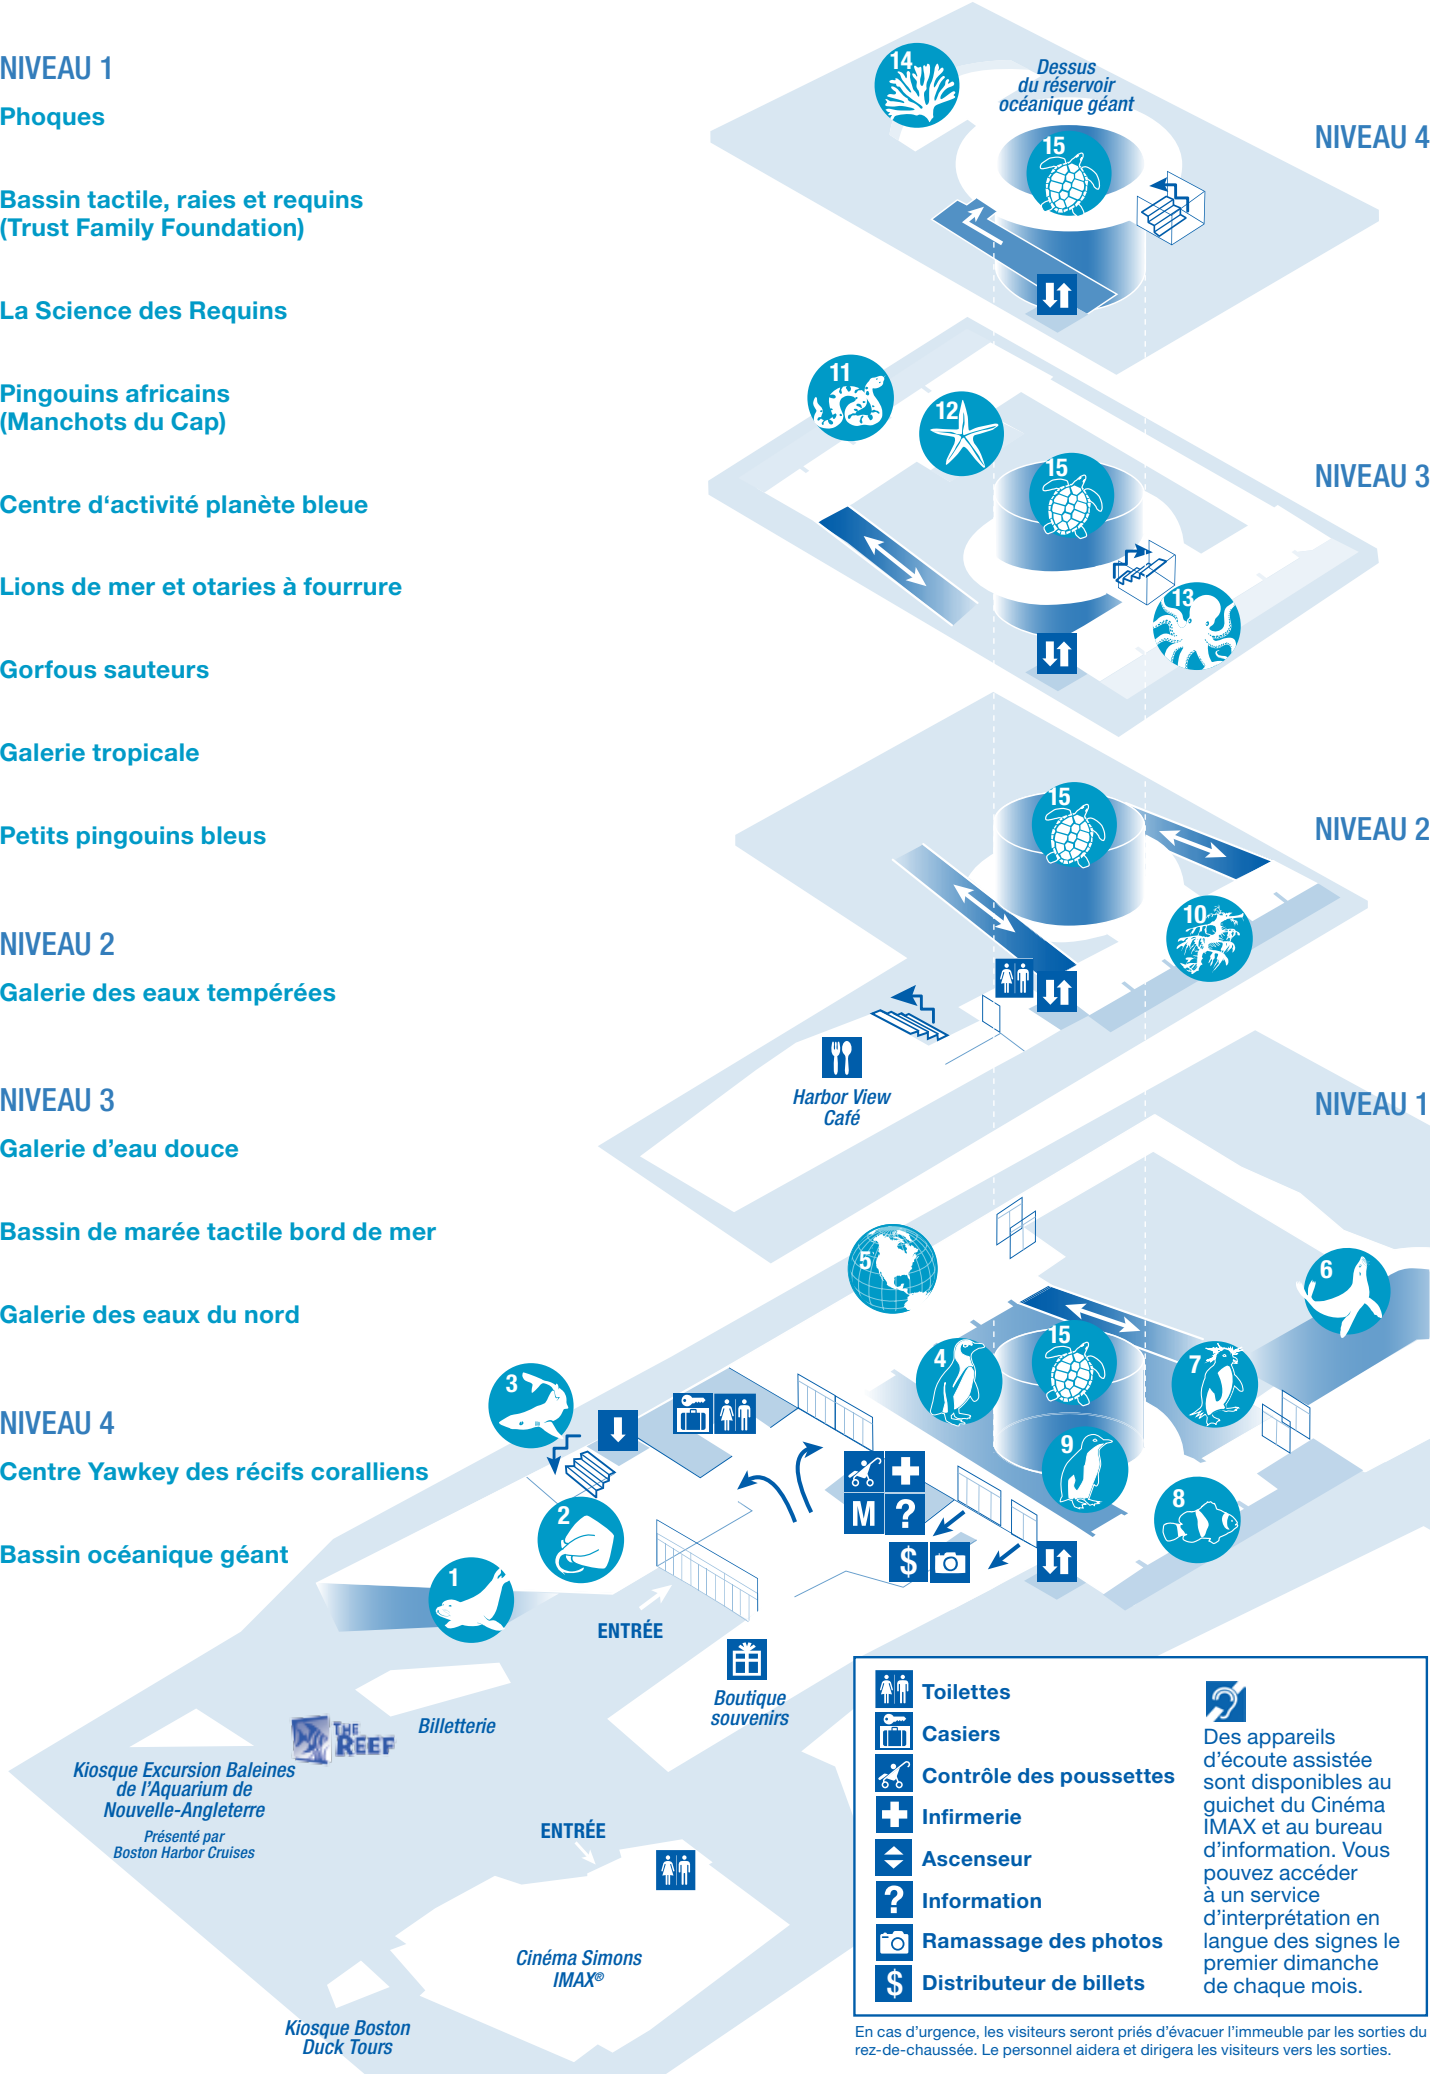 NIVEAU 1
Phoques
Bassin tactile, raies et requins
(Trust Family Foundation)
La Science des Requins
Pingouins africains
(Manchots du Cap)
Centre d‘activité planète bleue
Lions de mer et otaries à fourrure
Gorfous sauteurs
Galerie tropicale
Petits pingouins bleus
NIVEAU 2
Galerie des eaux tempérées
NIVEAU 3
Galerie d’eau douce
Bassin de marée tactile bord de mer
Galerie des eaux du nord
NIVEAU 4
Centre Yawkey des récifs coralliens
Bassin océanique géant
14
Dessus
du réservoir
océanique géant
15
NIVEAU 4
11
12
15
13
NIVEAU 3
15
10
NIVEAU 2
Harbor View
Café
NIVEAU 1
5
6
4
15
7
3
9
8
2
1
M
?
$
ENTRÉE
Boutique
souvenirs
THE
REEF
Billetterie
Kiosque Excursion Baleines
de l’Aquarium de
Nouvelle-Angleterre
Présenté par
Boston Harbor Cruises
ENTRÉE
Cinéma Simons
IMAX®
Kiosque Boston
Duck Tours
Toilettes
Casiers
Contrôle des poussettes
Infirmerie
Ascenseur
? Information
Ramassage des photos
$ Distributeur de billets
Des appareils
d’écoute assistée
sont disponibles au
guichet du Cinéma
IMAX et au bureau
d’information. Vous
pouvez accéder
à un service
d’interprétation en
langue des signes le
premier dimanche
de chaque mois.
En cas d’urgence, les visiteurs seront priés d’évacuer l’immeuble par les sorties du
rez-de-chaussée. Le personnel aidera et dirigera les visiteurs vers les sorties.